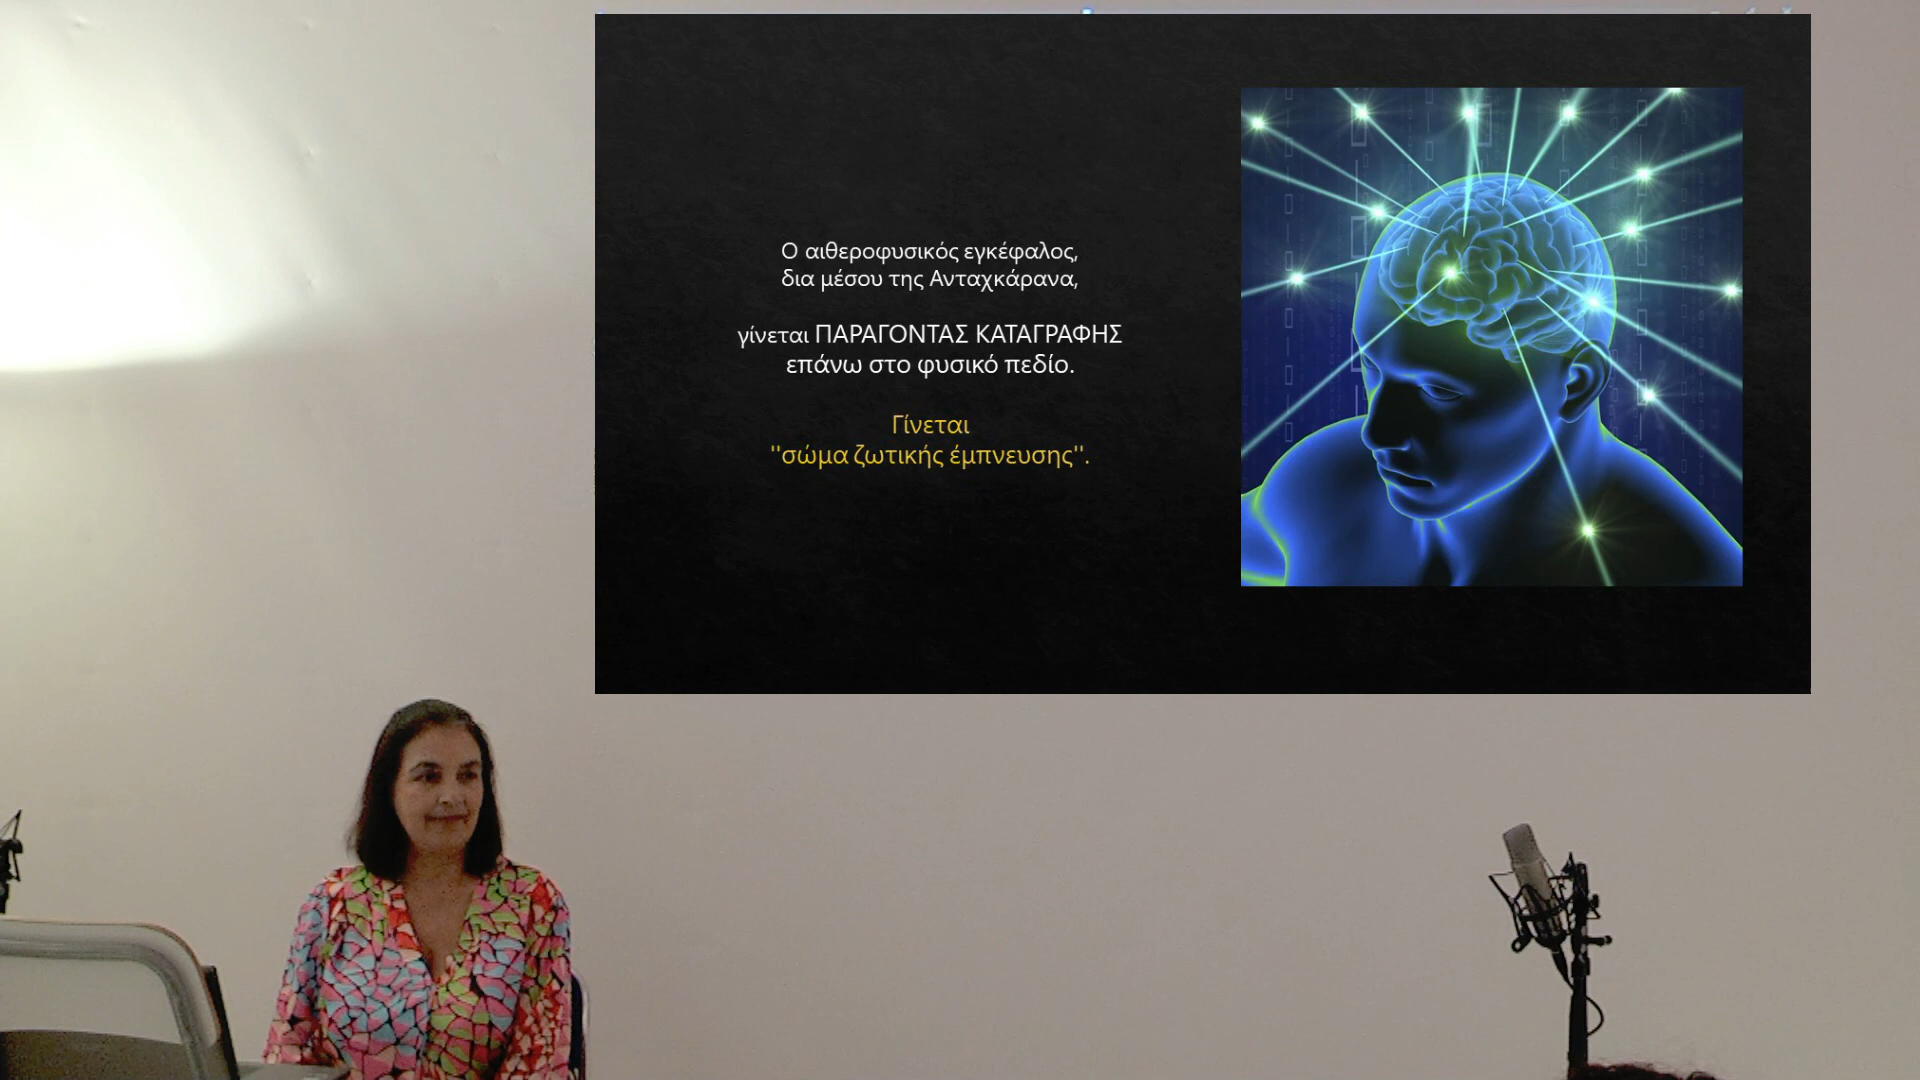 Ο αιθεροφυσικός εγκέφαλος,
δια μέσου της Ανταχκάρανα,
γίνεται ΠΑΡΑΓΟΝΤΑΣ ΚΑΤΑΓΡΑΦΗΣ
επάνω στο φυσικό πεδίο.
Γίνεται
''σώμα ζωτικής έμπνευσης''.